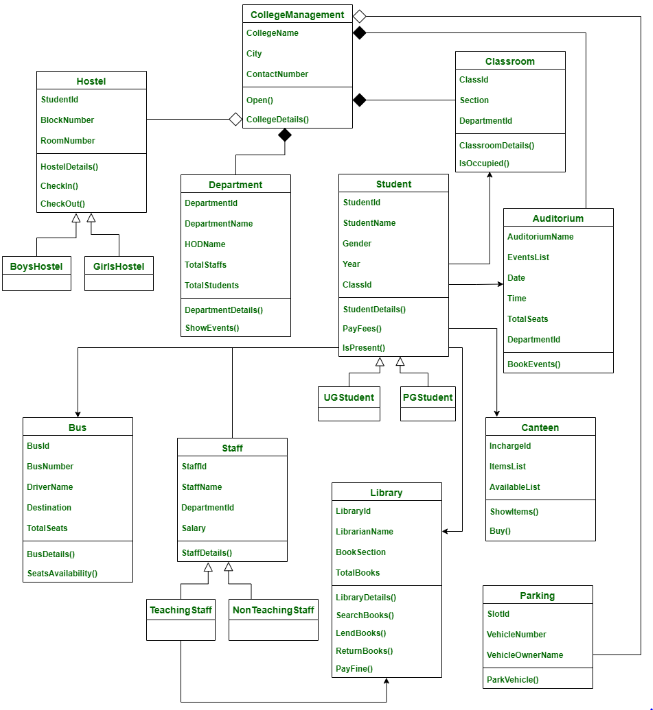 CollegeManagement
CollegeName
City
ContactNumber
Open()
CollegeDetails()
Hostel
StudentId
BlockNumber
RoomNumber
HostelDetails()
CheckIn()
CheckOut()
BoysHostel
GirlsHostel
Department
DepartmentId
DepartmentName
HODName
TotalStaffs
TotalStudents
DepartmentDetails()
ShowEvents()
Student
StudentId
StudentName
Gender
Year
ClassId
StudentDetails()
PayFees()
IsPresent()
UGStudent
PGStudent
Classroom
ClassId
Section
DepartmentId
ClassroomDetails()
IsOccupied()
Auditorium
AuditoriumName
EventsList
Date
Time
TotalSeats
DepartmentId
BookEvents()
Bus
BusId
BusNumber
DriverName
Destination
TotalSeats
BusDetails()
SeatsAvailability()
Staff
StaffId
StaffName
DepartmentId
Salary
StaffDetails()
TeachingStaff
NonTeachingStaff
Library
LibraryId
LibrarianName
BookSection
TotalBooks
LibraryDetails()
SearchBooks()
LendBooks()
ReturnBooks()
PayFine()
Canteen
InchargeId
ItemsList
AvailableList
ShowItems()
Buy()
Parking
SlotId
VehicleNumber
VehicleOwnerName
ParkVehicle()